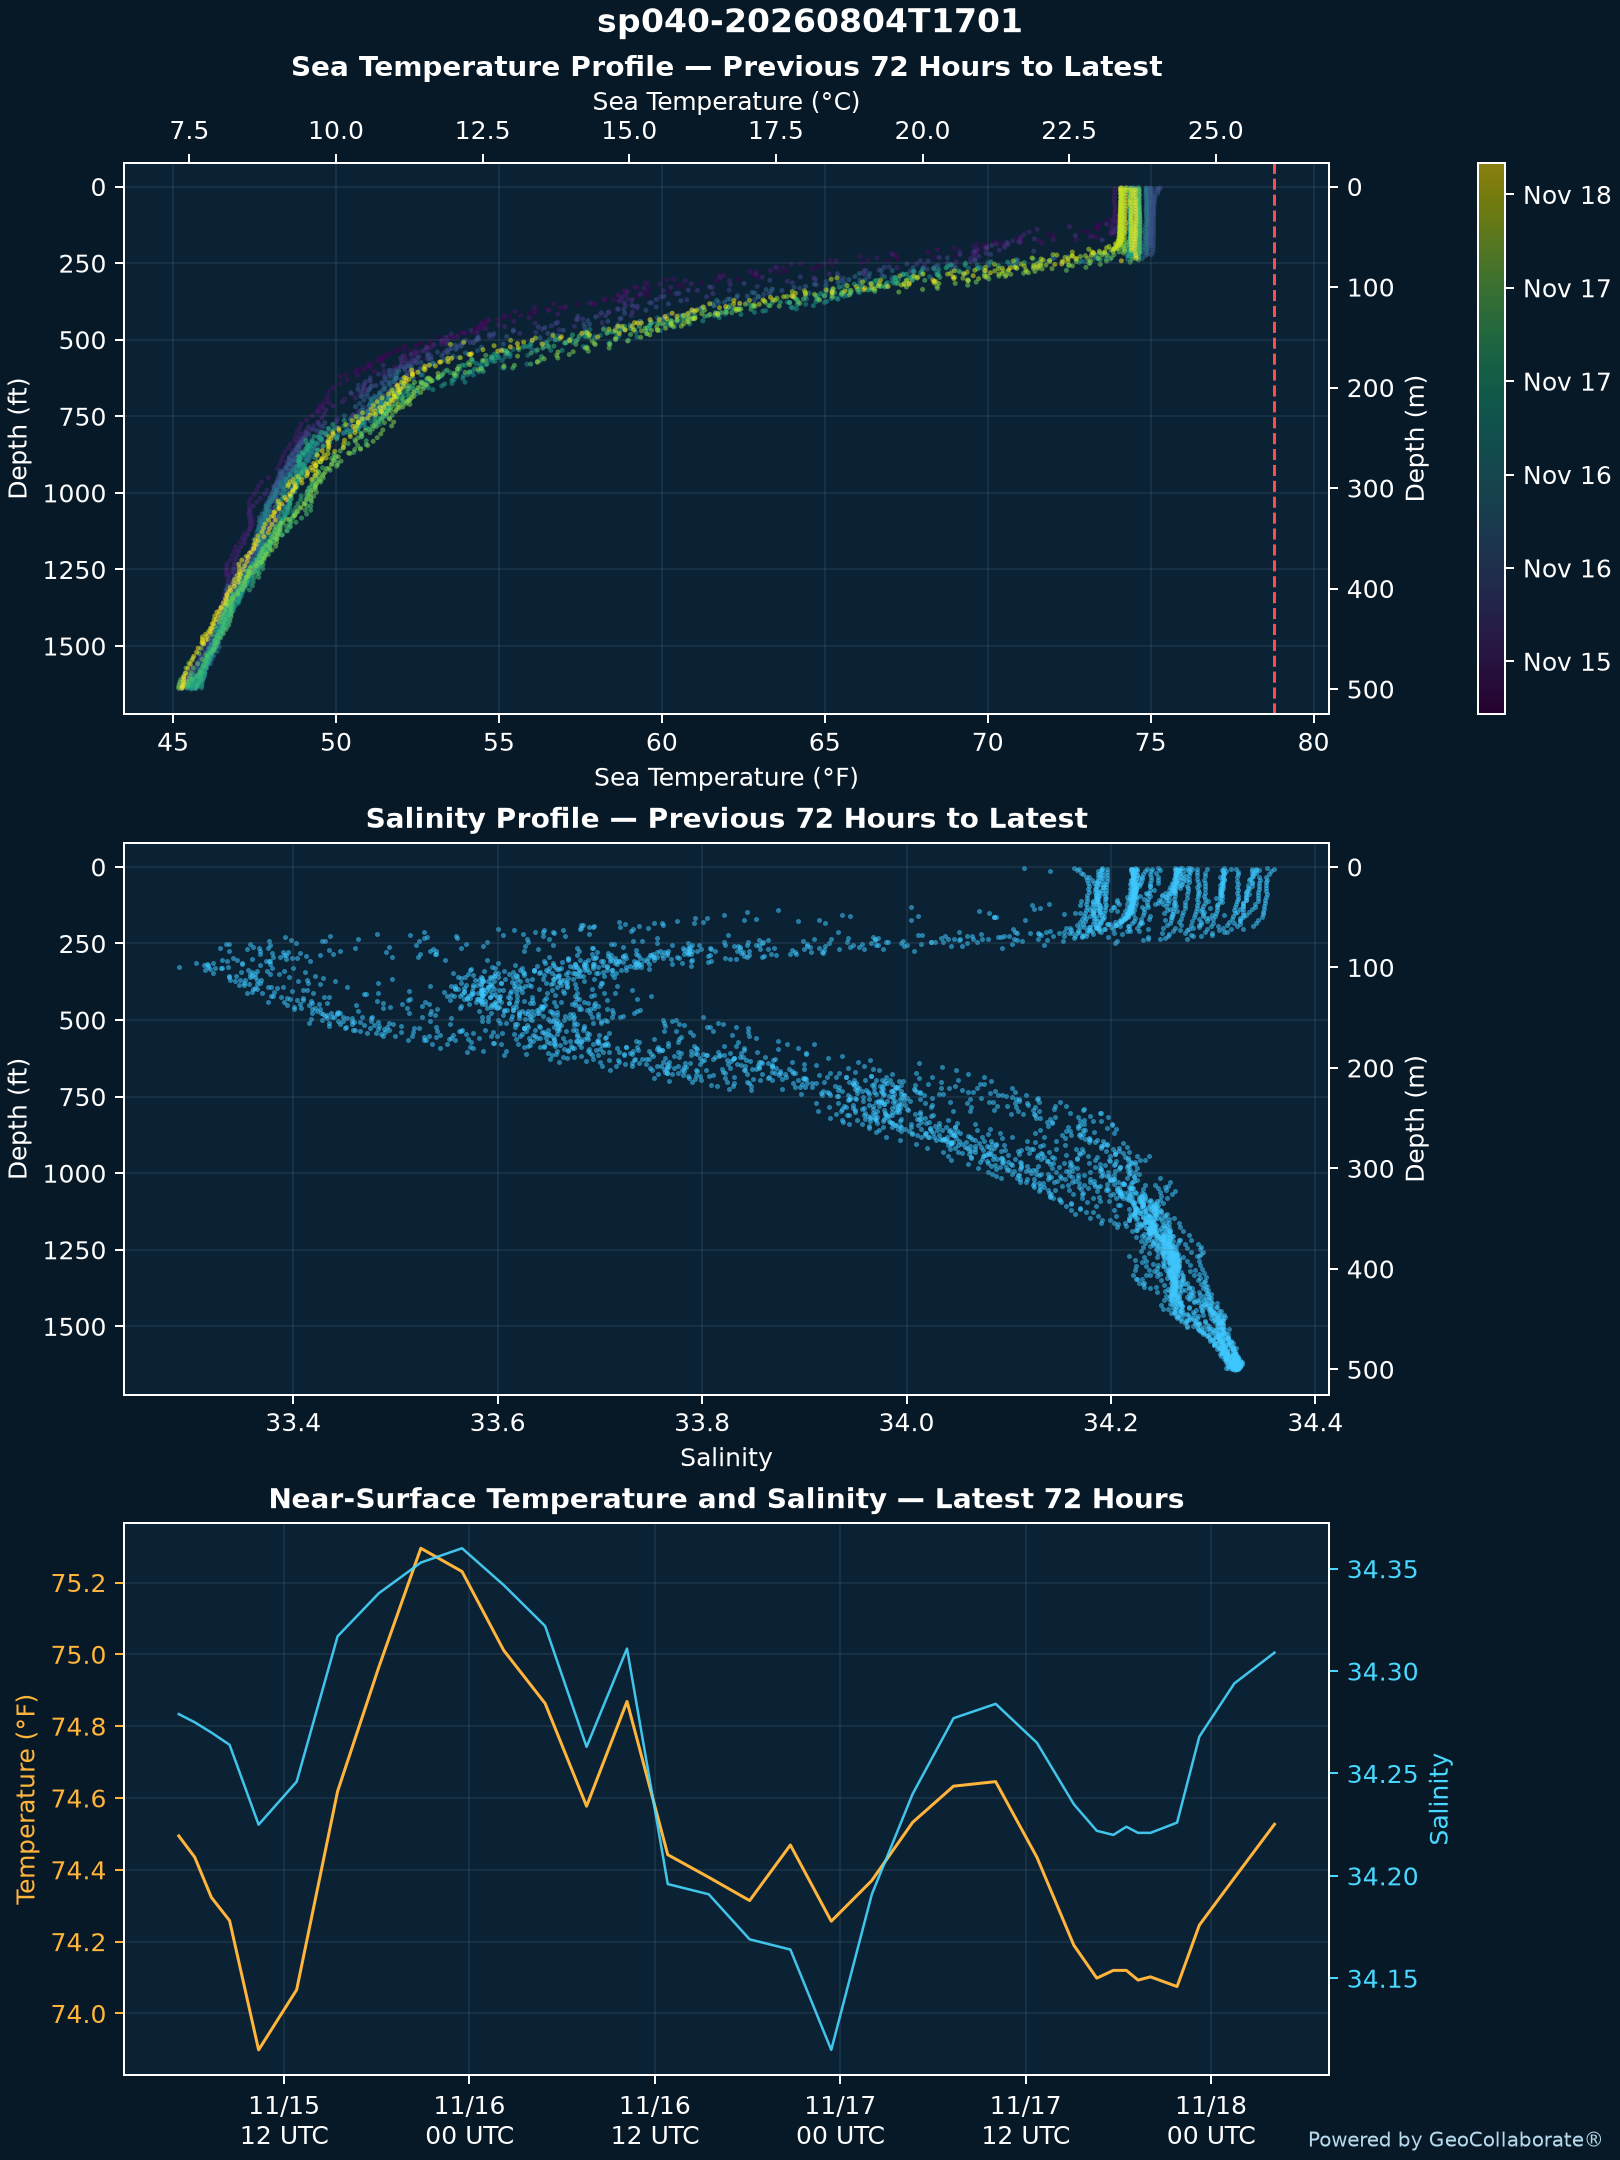 sp040-20260804T1701
Sea Temperature Profile — Previous 72 Hours to Latest
Sea Temperature (°C)
7.5 10.0 12.5 15.0 17.5 20.0 22.5 25.0
0
250
500
750
1000
1250
1500
Depth (ft)
0
100
200
300
400
500
Depth (m)
Nov 18
Nov 17
Nov 17
Nov 16
Nov 16
Nov 15
45 50 55 60 65 70 75 80
Sea Temperature (°F)
Salinity Profile — Previous 72 Hours to Latest
0
250
500
750
1000
1250
1500
Depth (ft)
0
100
200
300
400
500
Depth (m)
33.4 33.6 33.8 34.0 34.2 34.4
Salinity
Near-Surface Temperature and Salinity — Latest 72 Hours
75.2
75.0
74.8
74.6
74.4
74.2
74.0
Temperature (°F)
34.35
34.30
34.25
34.20
34.15
Salinity
11/15 11/16 11/16 11/17 11/17 11/18
12 UTC 00 UTC 12 UTC 00 UTC 12 UTC 00 UTC
Powered by GeoCollaborate®